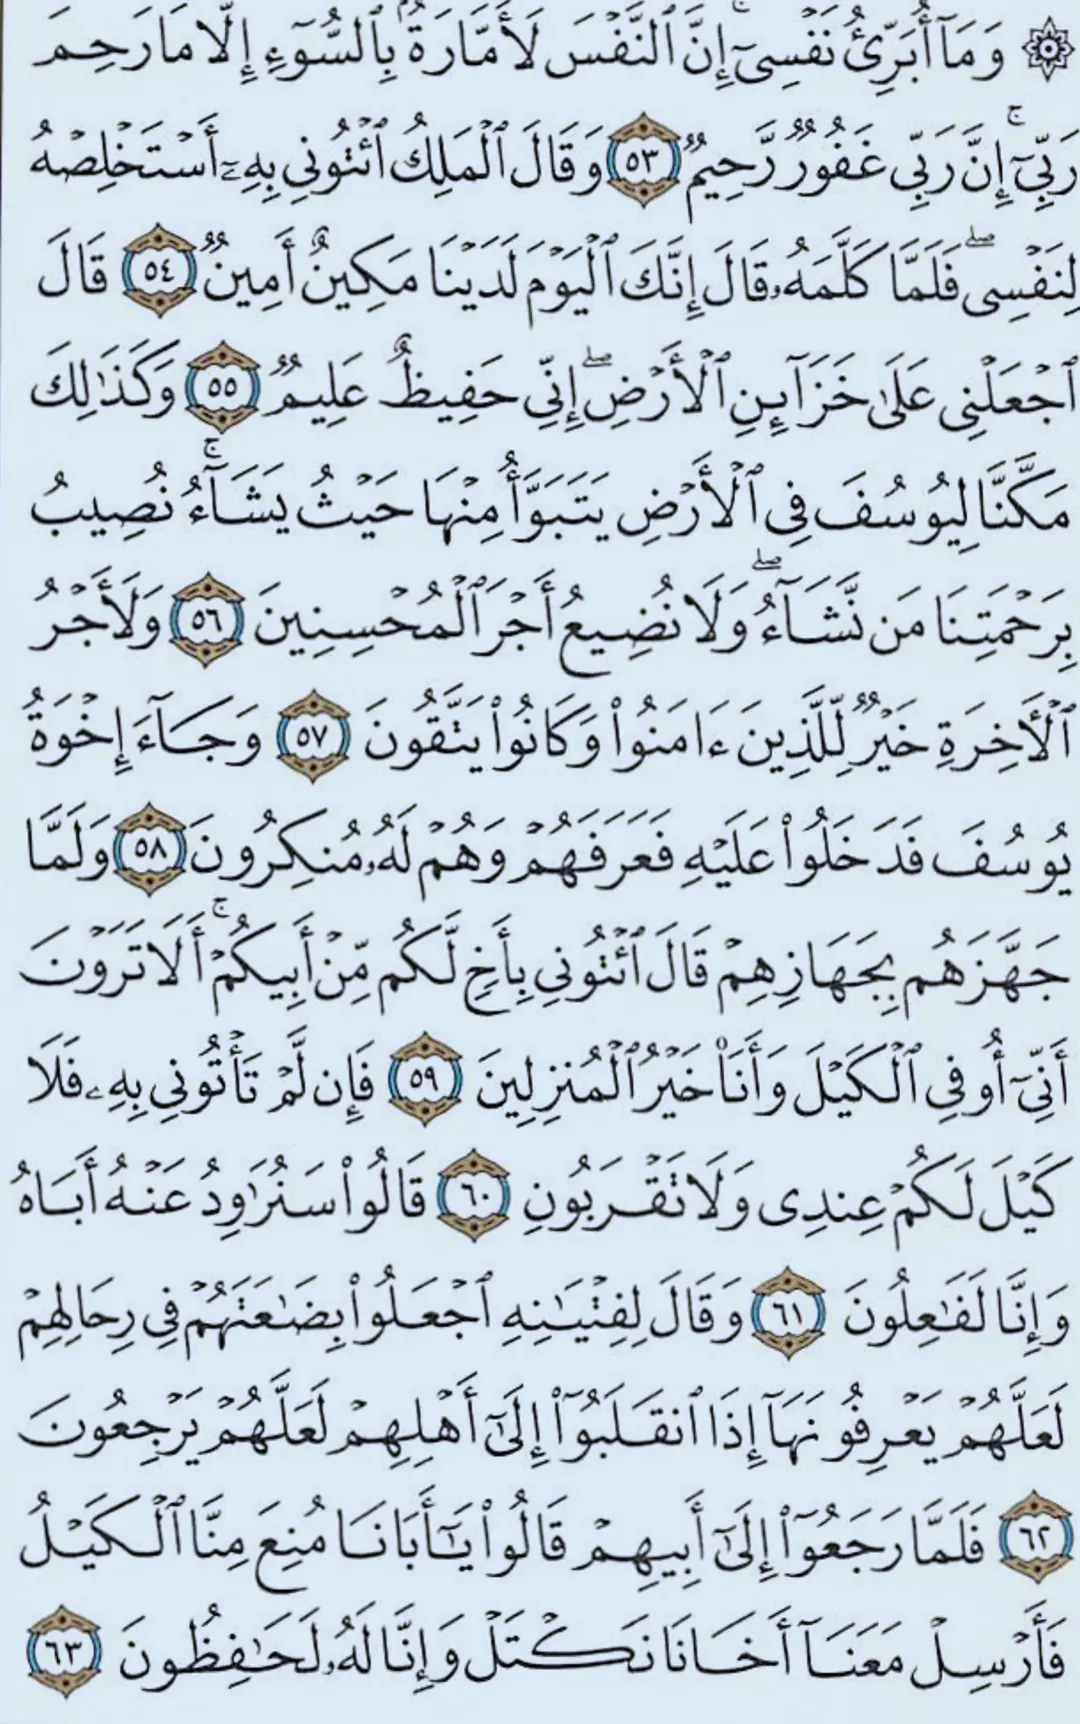 ۞ وَمَآ أُبَرِّئُ نَفْسِىٓۚ إِنَّ ٱلنَّفْسَ لَأَمَّارَةُۢ بِٱلسُّوٓءِ إِلَّا مَا رَحِمَ
رَبِّىٓۚ إِنَّ رَبِّى غَفُورٌ رَّحِيمٌ ٥٣ وَقَالَ ٱلْمَلِكُ ٱئْتُونِى بِهِۦٓ أَسْتَخْلِصْهُ
لِنَفْسِىۖ فَلَمَّا كَلَّمَهُۥ قَالَ إِنَّكَ ٱلْيَوْمَ لَدَيْنَا مَكِينٌ أَمِينٌ ٥٤ قَالَ
ٱجْعَلْنِى عَلَىٰ خَزَآئِنِ ٱلْأَرْضِۖ إِنِّى حَفِيظٌ عَلِيمٌ ٥٥ وَكَذَٰلِكَ
مَكَّنَّا لِيُوسُفَ فِى ٱلْأَرْضِ يَتَبَوَّأُ مِنْهَا حَيْثُ يَشَآءُۚ نُصِيبُ
بِرَحْمَتِنَا مَن نَّشَآءُۖ وَلَا نُضِيعُ أَجْرَ ٱلْمُحْسِنِينَ ٥٦ وَلَأَجْرُ
ٱلْأَخِرَةِ خَيْرٌ لِّلَّذِينَ ءَامَنُوا۟ وَكَانُوا۟ يَتَّقُونَ ٥٧ وَجَآءَ إِخْوَةُ
يُوسُفَ فَدَخَلُوا۟ عَلَيْهِ فَعَرَفَهُمْ وَهُمْ لَهُۥ مُنكِرُونَ ٥٨ وَلَمَّا
جَهَّزَهُم بِجَهَازِهِمْ قَالَ ٱئْتُونِى بِأَخٍ لَّكُم مِّنْ أَبِيكُمْۚ أَلَا تَرَوْنَ
أَنِّىٓ أُوفِى ٱلْكَيْلَ وَأَنَا۠ خَيْرُ ٱلْمُنزِلِينَ ٥٩ فَإِن لَّمْ تَأْتُونِى بِهِۦ فَلَا
كَيْلَ لَكُمْ عِندِى وَلَا تَقْرَبُونِ ٦٠ قَالُوا۟ سَنُرَٰوِدُ عَنْهُ أَبَاهُ
وَإِنَّا لَفَٰعِلُونَ ٦١ وَقَالَ لِفِتْيَٰنِهِ ٱجْعَلُوا۟ بِضَٰعَتَهُمْ فِى رِحَالِهِمْ
لَعَلَّهُمْ يَعْرِفُونَهَآ إِذَا ٱنقَلَبُوٓا۟ إِلَىٰٓ أَهْلِهِمْ لَعَلَّهُمْ يَرْجِعُونَ
٦٢ فَلَمَّا رَجَعُوٓا۟ إِلَىٰٓ أَبِيهِمْ قَالُوا۟ يَٰٓأَبَانَا مُنِعَ مِنَّا ٱلْكَيْلُ
فَأَرْسِلْ مَعَنَآ أَخَانَا نَكْتَلْ وَإِنَّا لَهُۥ لَحَٰفِظُونَ ٦٣